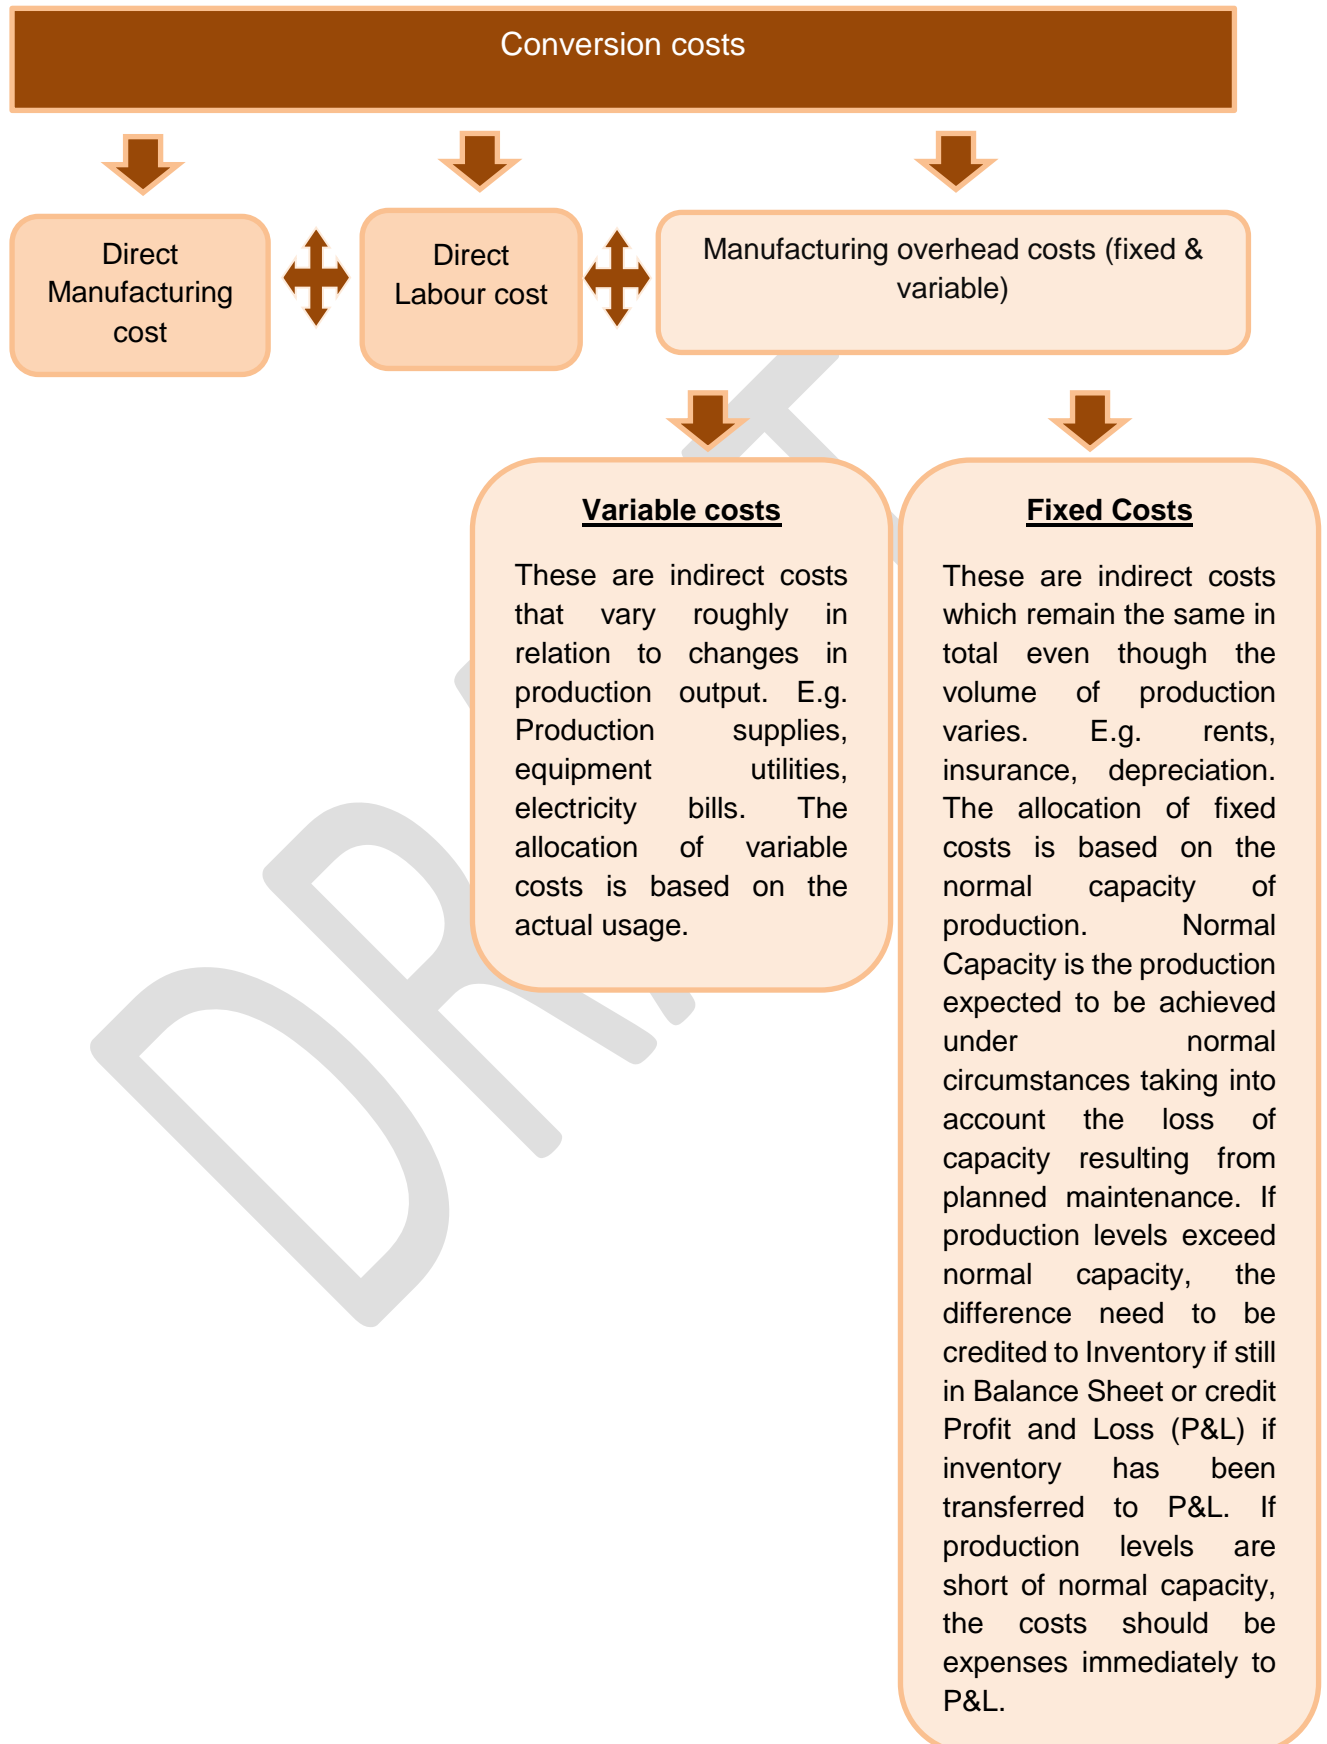 Conversion costs
Direct
Manufacturing
cost
Direct
Labour cost
Manufacturing overhead costs (fixed &
variable)
Variable costs
These are indirect costs
that vary roughly in
relation to changes in
production output. E.g.
Production supplies,
equipment utilities,
electricity bills. The
allocation of variable
costs is based on the
actual usage.
Fixed Costs
These are indirect costs
which remain the same in
total even though the
volume of production
varies. E.g. rents,
insurance, depreciation.
The allocation of fixed
costs is based on the
normal capacity of
production. Normal
Capacity is the production
expected to be achieved
under normal
circumstances taking into
account the loss of
capacity resulting from
planned maintenance. If
production levels exceed
normal capacity, the
difference need to be
credited to Inventory if still
in Balance Sheet or credit
Profit and Loss (P&L) if
inventory has been
transferred to P&L. If
production levels are
short of normal capacity,
the costs should be
expenses immediately to
P&L.
DRAFT